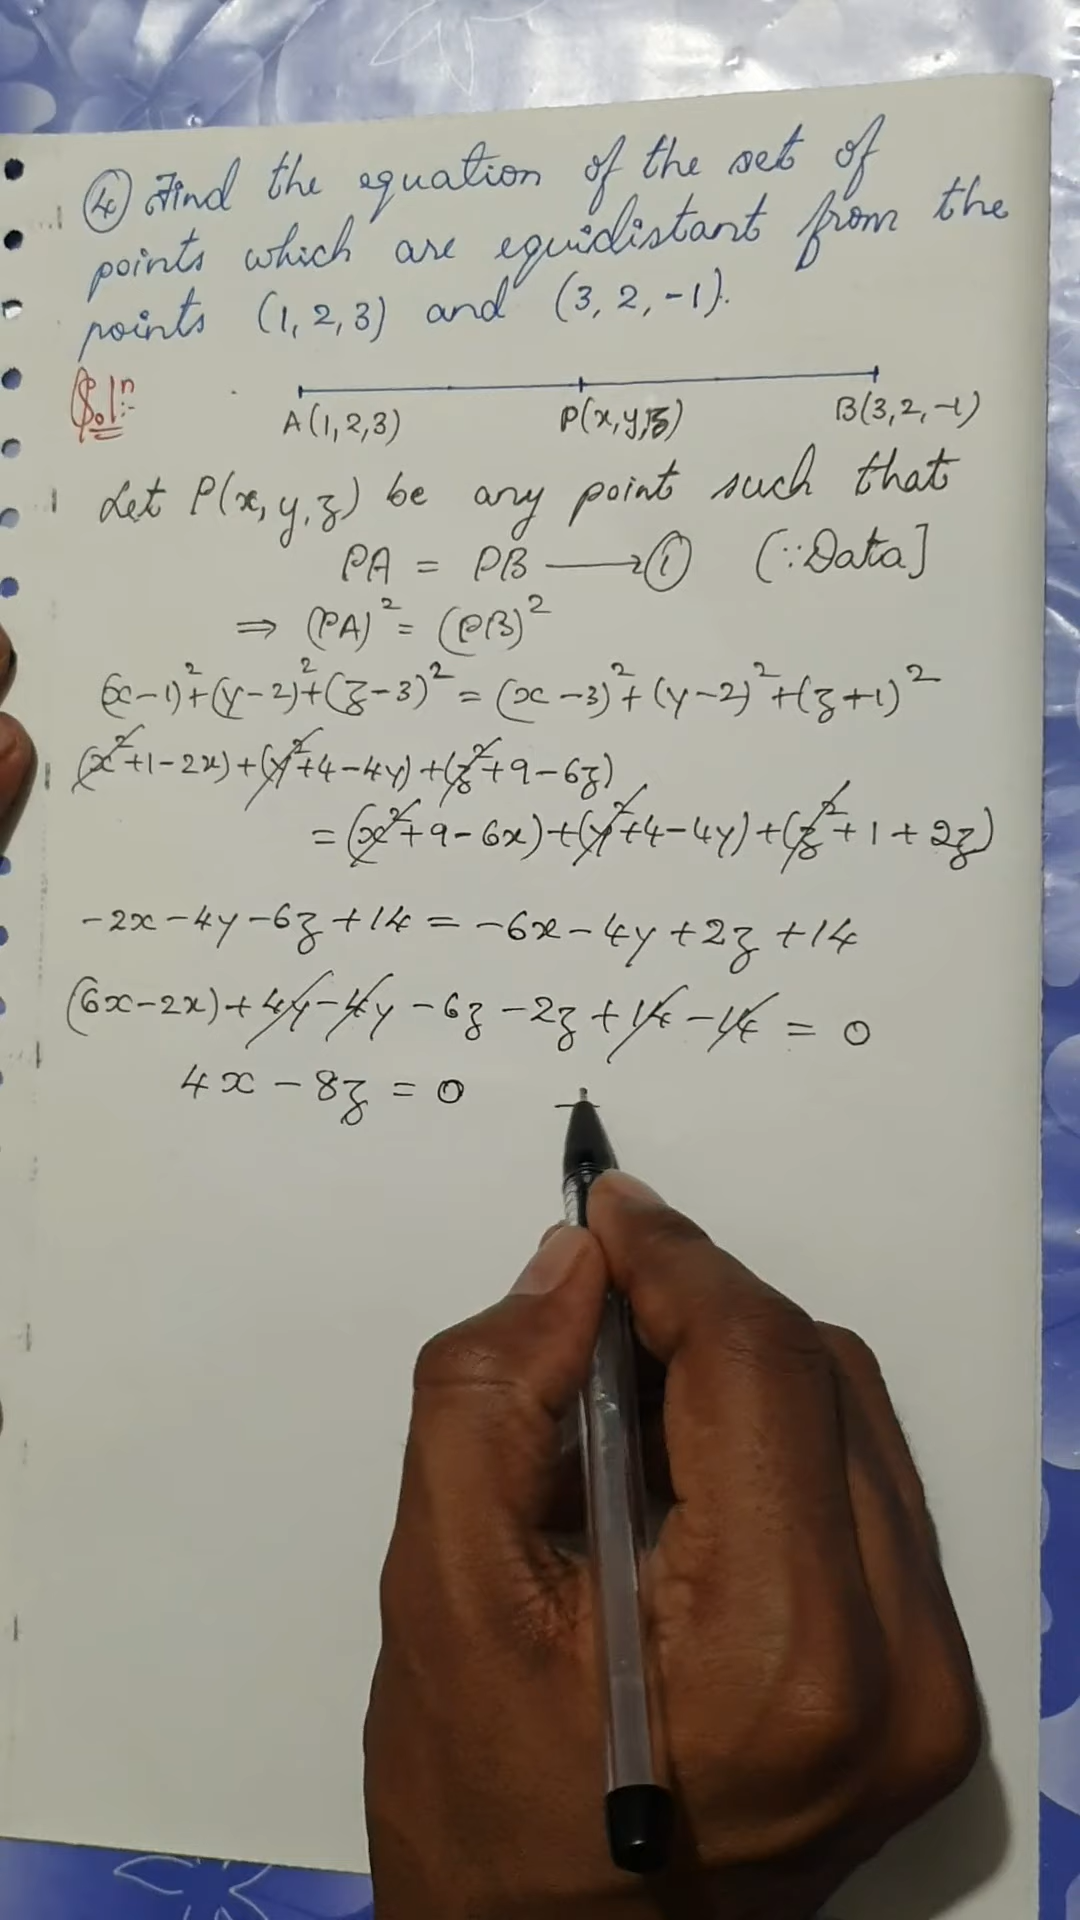 ④ Find the equation of the set of
points which are equidistant from the
points (1, 2, 3) and (3, 2, -1).
Solⁿ:-
A(1,2,3) P(x,y,z) B(3,2,-1)
Let P(x,y,z) be any point such that
PA = PB → ① (∵ Data]
⇒ (PA)² = (PB)²
(x-1)²+(y-2)²+(z-3)² = (x-3)²+(y-2)²+(z+1)²
(x²+1-2x)+(y²+4-4y)+(z²+9-6z)
=(x²+9-6x)+(y²+4-4y)+(z²+1+2z)
-2x-4y-6z+14 = -6x-4y+2z+14
(6x-2x)+4y-4y-6z-2z+14-14 = 0
4x-8z = 0